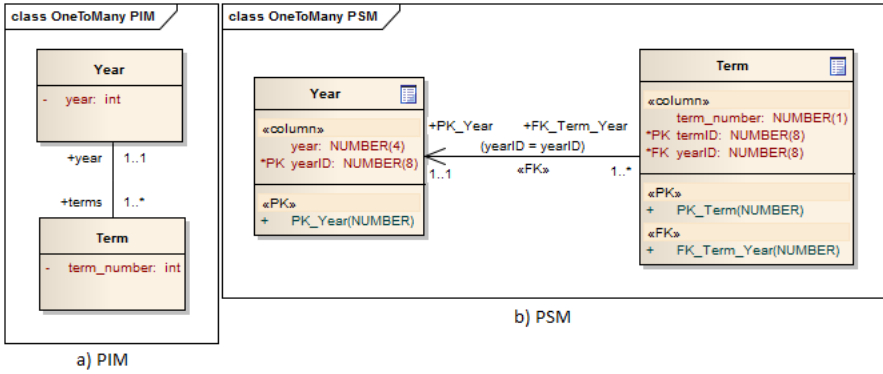 class OneToMany PIM
Year
- year: int
+year 1..1
+terms 1..*
Term
- term_number: int
a) PIM
class OneToMany PSM
Year
«column»
year: NUMBER(4)
*PK yearID: NUMBER(8)
«PK»
+ PK_Year(NUMBER)
+PK_Year +FK_Term_Year
(yearID = yearID)
1..1 «FK» 1..*
Term
«column»
term_number: NUMBER(1)
*PK termID: NUMBER(8)
*FK yearID: NUMBER(8)
«PK»
+ PK_Term(NUMBER)
«FK»
+ FK_Term_Year(NUMBER)
b) PSM